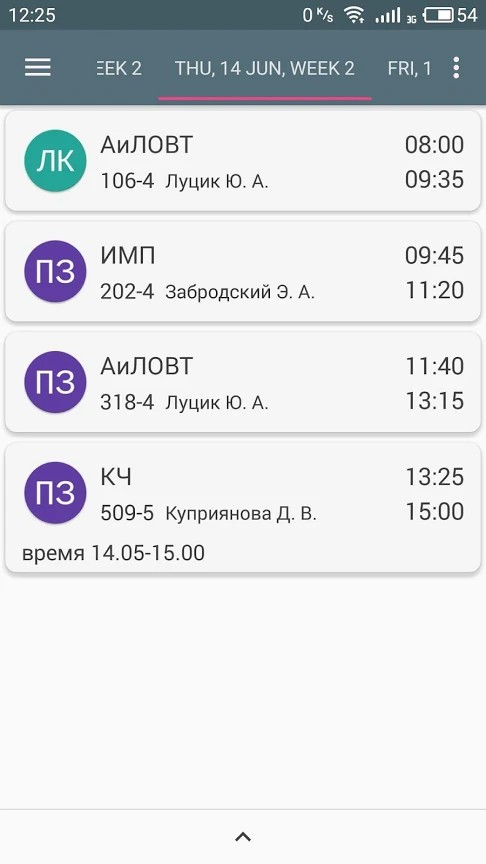 12:25 0 K/s 3G 54
EEK 2 THU, 14 JUN, WEEK 2 FRI, 1
ЛК АиЛОВТ 08:00
106-4 Луцик Ю. А. 09:35
ПЗ ИМП 09:45
202-4 Забродский Э. А. 11:20
ПЗ АиЛОВТ 11:40
318-4 Луцик Ю. А. 13:15
ПЗ КЧ 13:25
509-5 Куприянова Д. В. 15:00
время 14.05-15.00